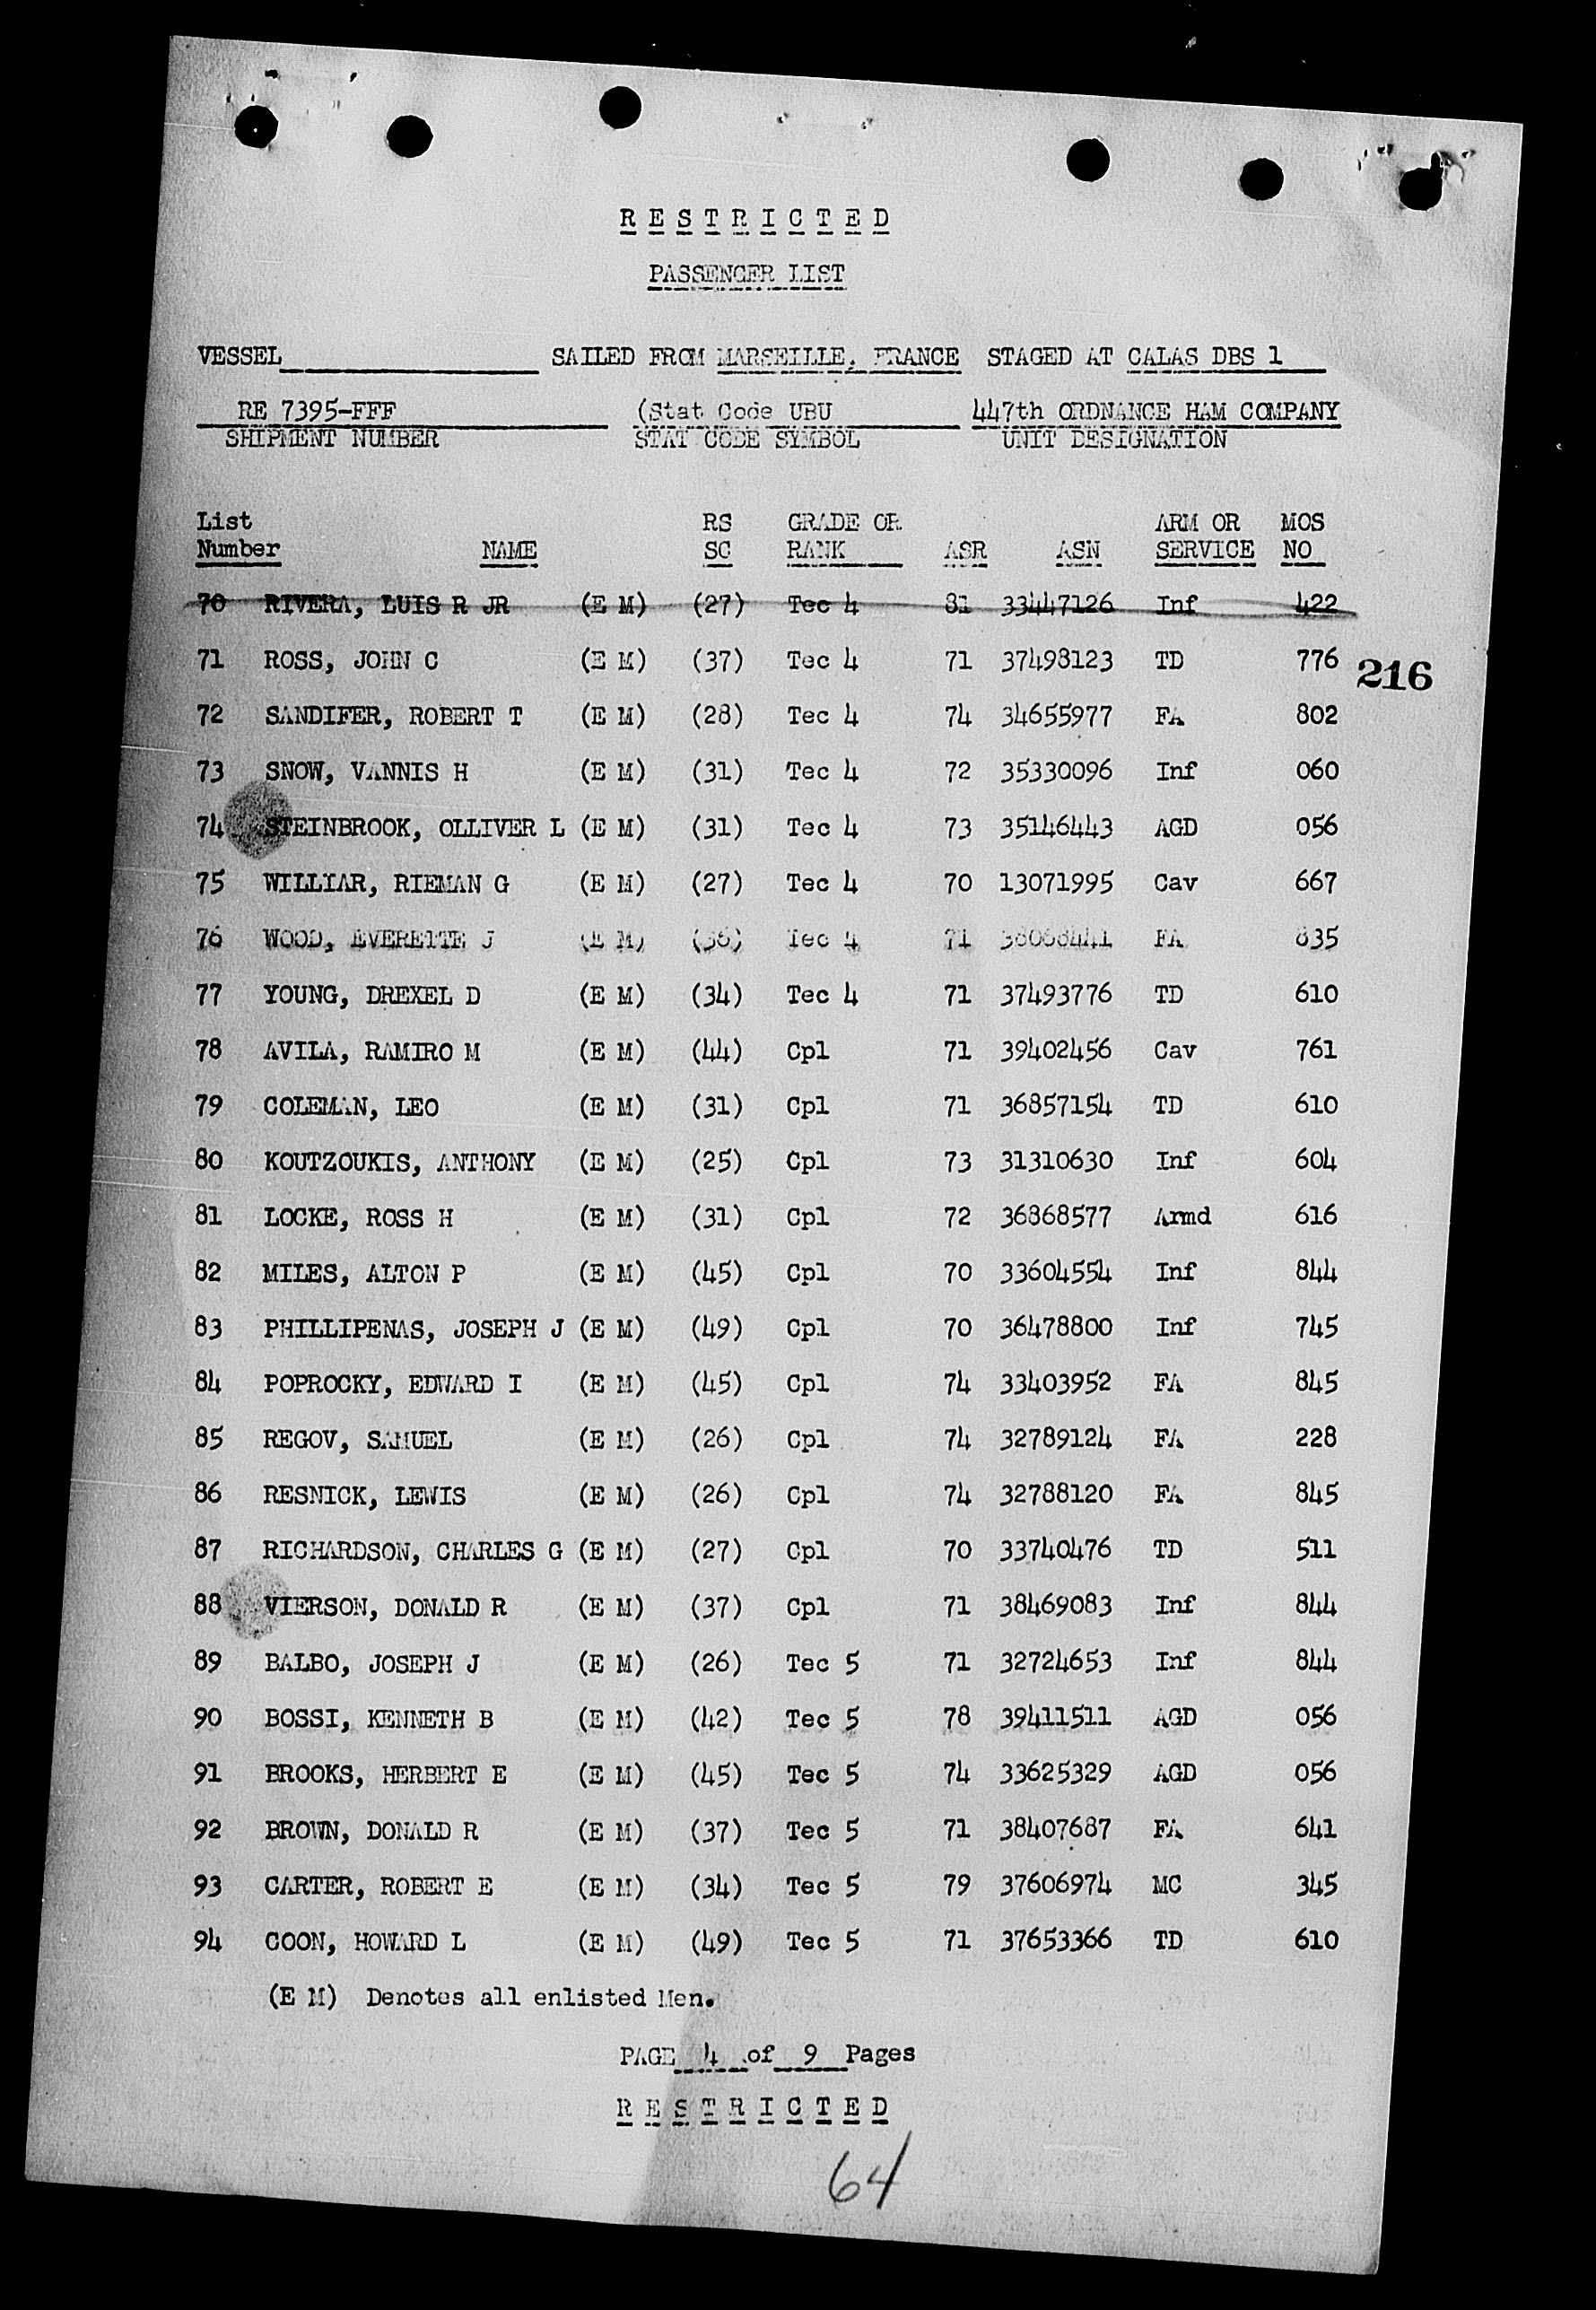 RESTRICTED
PASSENGER LIST
VESSEL SAILED FROM MARSEILLE, FRANCE STAGED AT CALAS DBS 1
RE 7395-FFF (Stat Code UBU 447th ORDNANCE HAM COMPANY
SHIPMENT NUMBER STAT CODE SYMBOL UNIT DESIGNATION
List RS GRADE OR ARM OR MOS
Number NAME SC RANK ASR ASN SERVICE NO
70 RIVERA, LUIS R JR (E M) (27) Tec 4 81 33447126 Inf 422
71 ROSS, JOHN C (E M) (37) Tec 4 71 37498123 TD 776
216
72 SANDIFER, ROBERT T (E M) (28) Tec 4 74 34655977 FA 802
73 SNOW, VANNIS H (E M) (31) Tec 4 72 35330096 Inf 060
74 STEINBROOK, OLLIVER L (E M) (31) Tec 4 73 35146443 AGD 056
75 WILLIAR, RIEMAN G (E M) (27) Tec 4 70 13071995 Cav 667
76 WOOD, EVERETTE J (E M) (36) Tec 4 71 FA 835
77 YOUNG, DREXEL D (E M) (34) Tec 4 71 37493776 TD 610
78 AVILA, RAMIRO M (E M) (44) Cpl 71 39402456 Cav 761
79 COLEMAN, LEO (E M) (31) Cpl 71 36857154 TD 610
80 KOUTZOUKIS, ANTHONY (E M) (25) Cpl 73 31310630 Inf 604
81 LOCKE, ROSS H (E M) (31) Cpl 72 36868577 Armd 616
82 MILES, ALTON P (E M) (45) Cpl 70 33604554 Inf 844
83 PHILLIPENAS, JOSEPH J (E M) (49) Cpl 70 36478800 Inf 745
84 POPROCKY, EDWARD I (E M) (45) Cpl 74 33403952 FA 845
85 REGOV, SAMUEL (E M) (26) Cpl 74 32789124 FA 228
86 RESNICK, LEWIS (E M) (26) Cpl 74 32788120 FA 845
87 RICHARDSON, CHARLES G (E M) (27) Cpl 70 33740476 TD 511
88 VIERSON, DONALD R (E M) (37) Cpl 71 38469083 Inf 844
89 BALBO, JOSEPH J (E M) (26) Tec 5 71 32724653 Inf 844
90 BOSSI, KENNETH B (E M) (42) Tec 5 78 39411511 AGD 056
91 BROOKS, HERBERT E (E M) (45) Tec 5 74 33625329 AGD 056
92 BROWN, DONALD R (E M) (37) Tec 5 71 38407687 FA 641
93 CARTER, ROBERT E (E M) (34) Tec 5 79 37606974 MC 345
94 COON, HOWARD L (E M) (49) Tec 5 71 37653366 TD 610
(E M) Denotes all enlisted Men.
PAGE 4 of 9 Pages
RESTRICTED
64